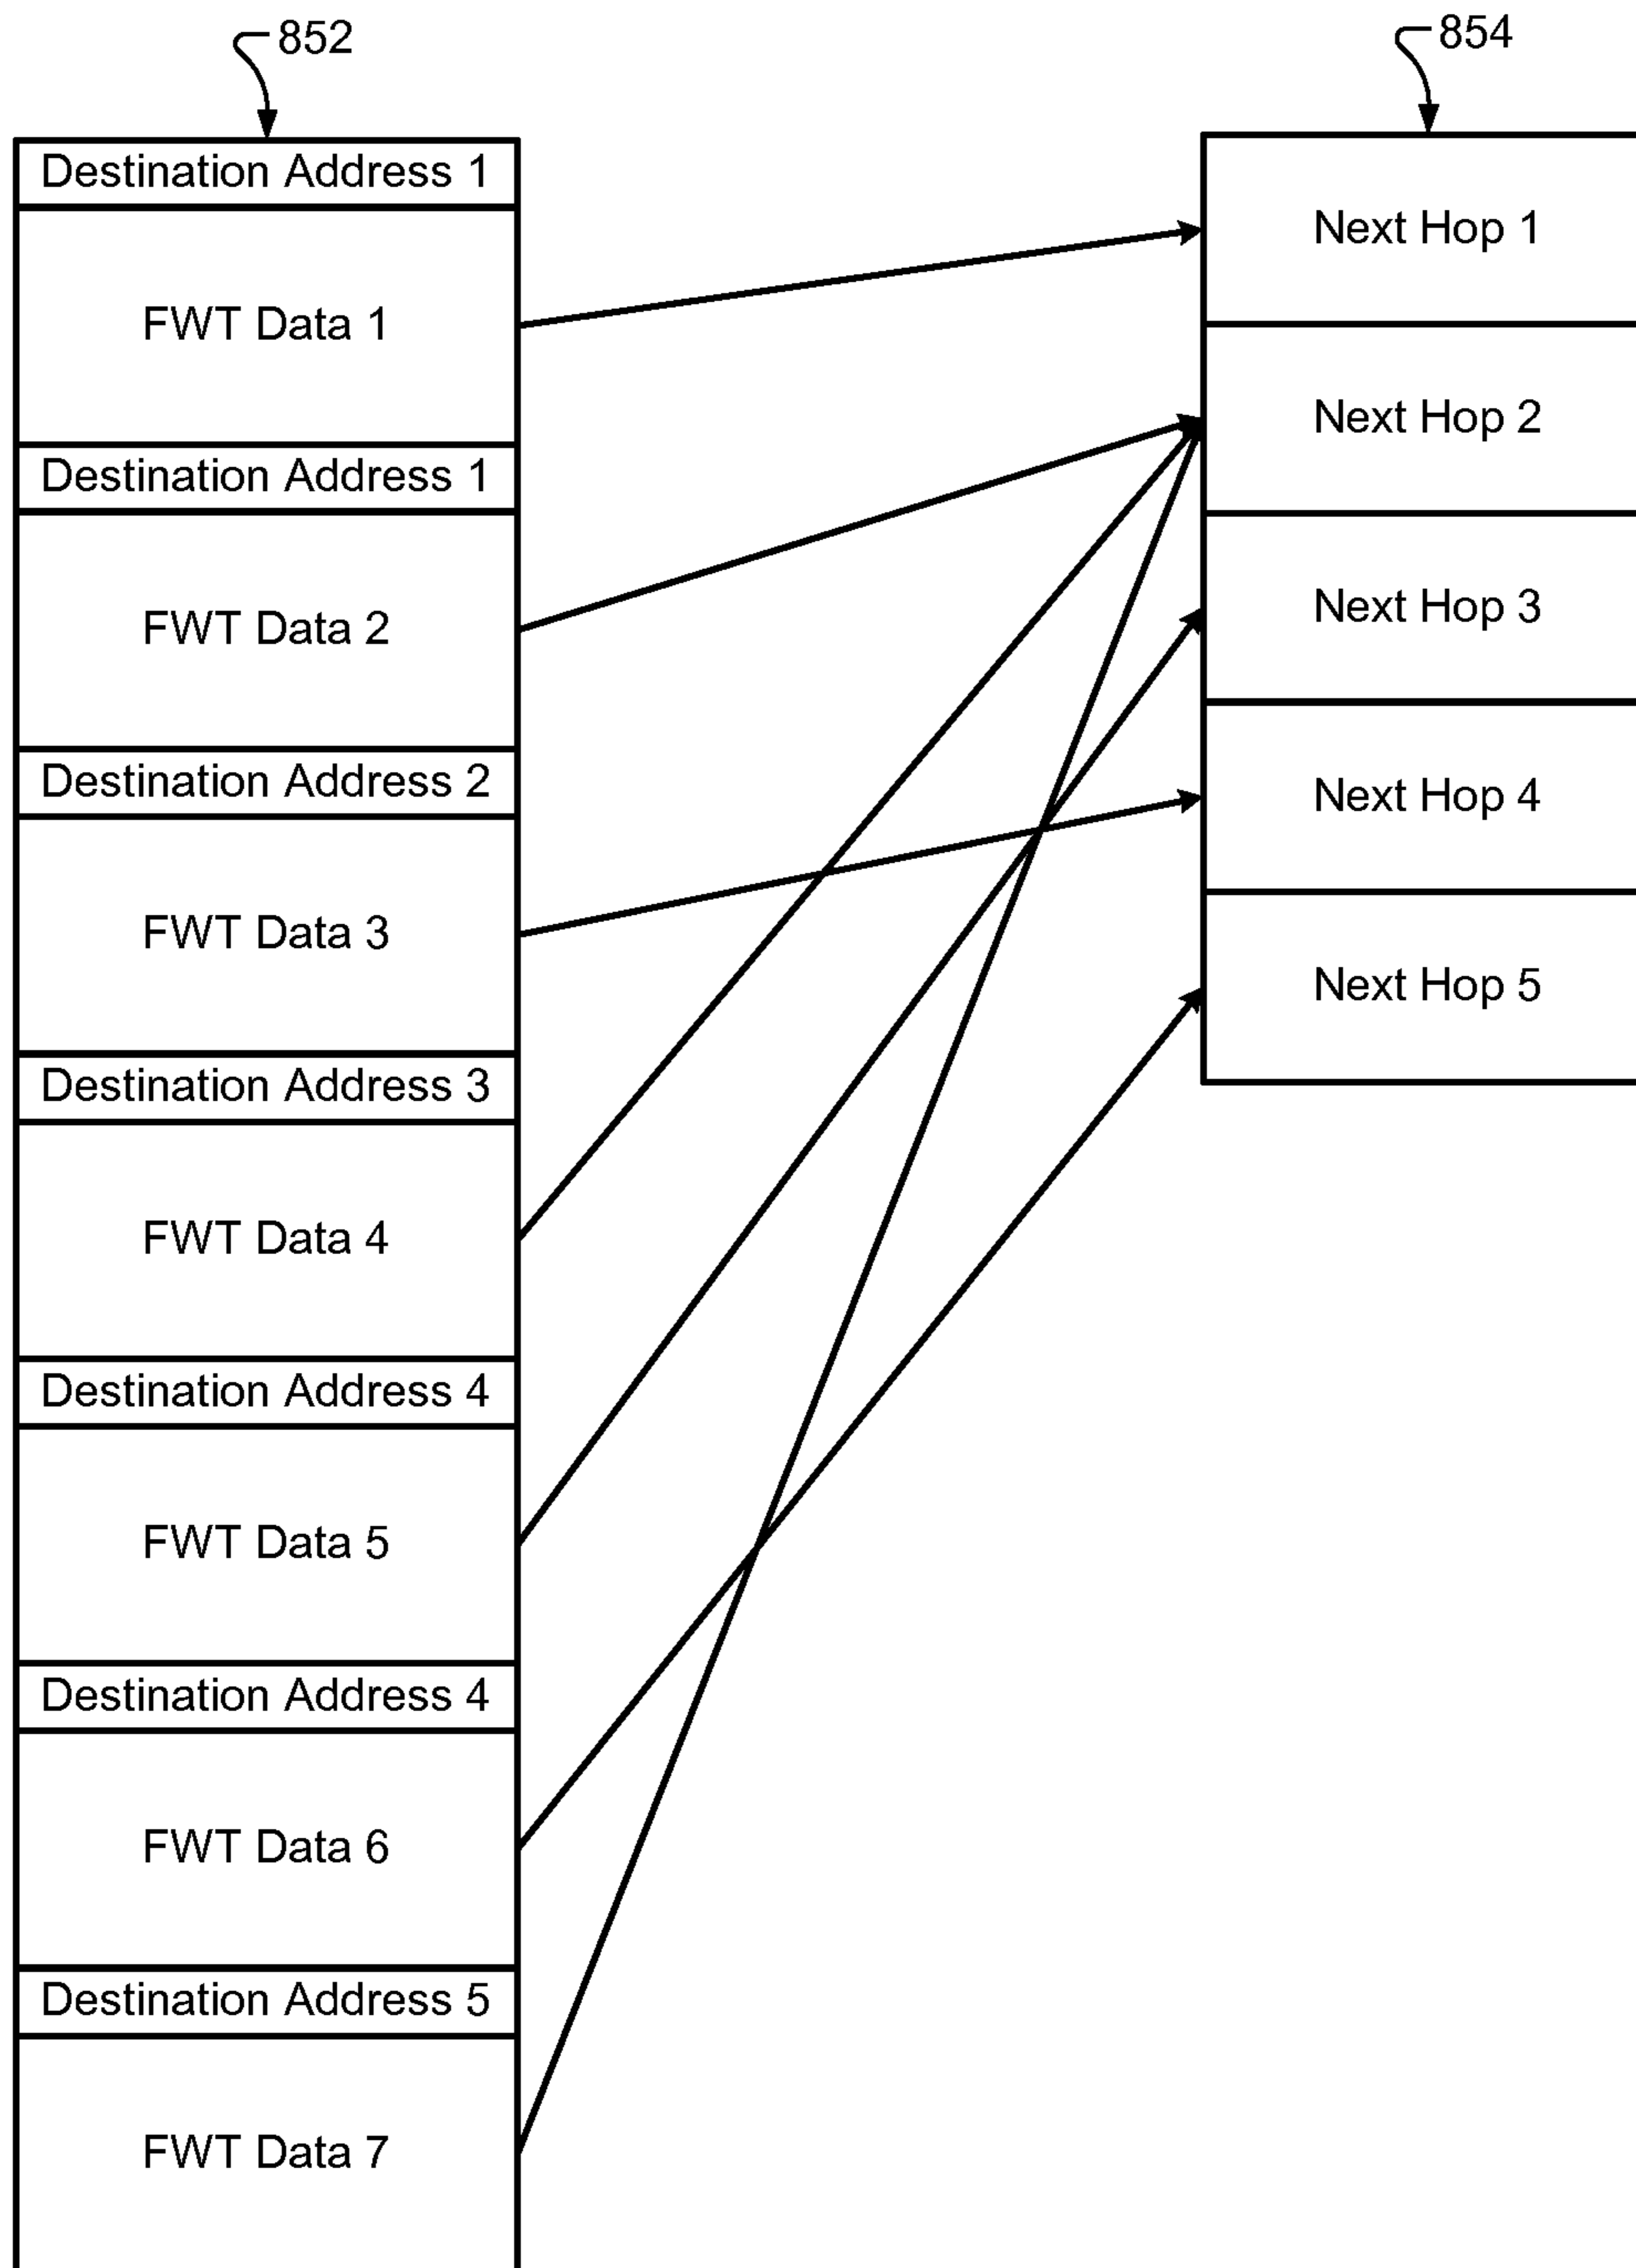 852
Destination Address 1
FWT Data 1
Destination Address 1
FWT Data 2
Destination Address 2
FWT Data 3
Destination Address 3
FWT Data 4
Destination Address 4
FWT Data 5
Destination Address 4
FWT Data 6
Destination Address 5
FWT Data 7
854
Next Hop 1
Next Hop 2
Next Hop 3
Next Hop 4
Next Hop 5